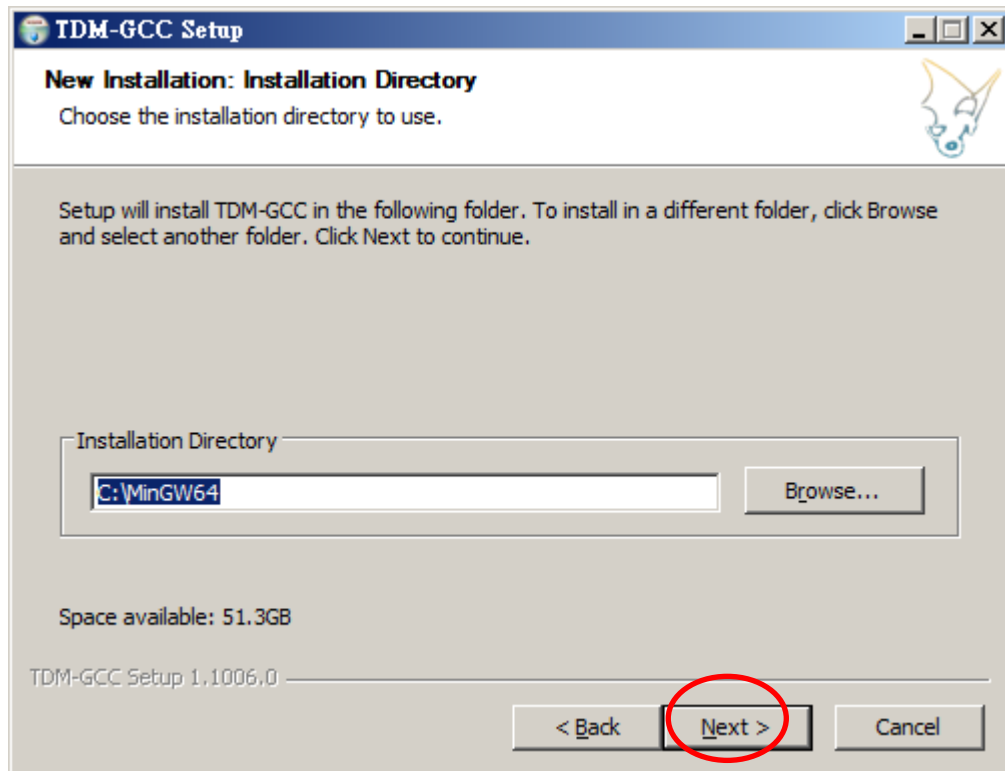 TDM-GCC Setup
New Installation: Installation Directory
Choose the installation directory to use.
Setup will install TDM-GCC in the following folder. To install in a different folder, click Browse
and select another folder. Click Next to continue.
Installation Directory
C:\MinGW64
Browse...
Space available: 51.3GB
TDM-GCC Setup 1.1006.0
< Back
Next >
Cancel